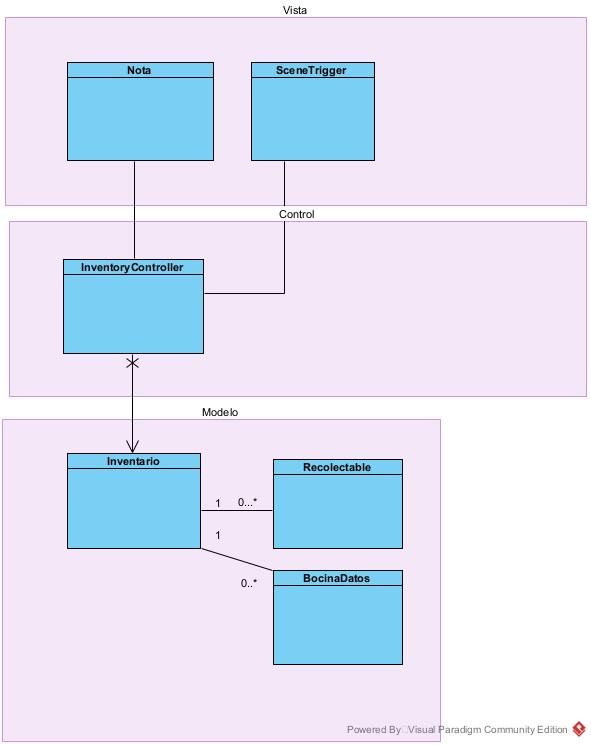 Vista
Nota
SceneTrigger
Control
InventoryController
Modelo
Inventario
Recolectable
1
0...*
1
0..*
BocinaDatos
Powered By Visual Paradigm Community Edition